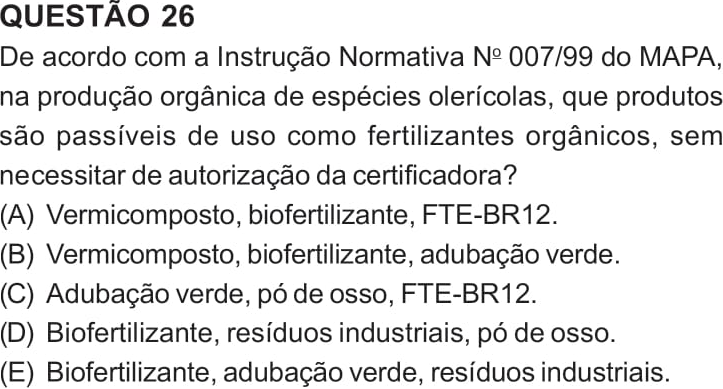 QUESTÃO 26
De acordo com a Instrução Normativa Nº 007/99 do MAPA,
na produção orgânica de espécies olerícolas, que produtos
são passíveis de uso como fertilizantes orgânicos, sem
necessitar de autorização da certificadora?
(A) Vermicomposto, biofertilizante, FTE-BR12.
(B) Vermicomposto, biofertilizante, adubação verde.
(C) Adubação verde, pó de osso, FTE-BR12.
(D) Biofertilizante, resíduos industriais, pó de osso.
(E) Biofertilizante, adubação verde, resíduos industriais.